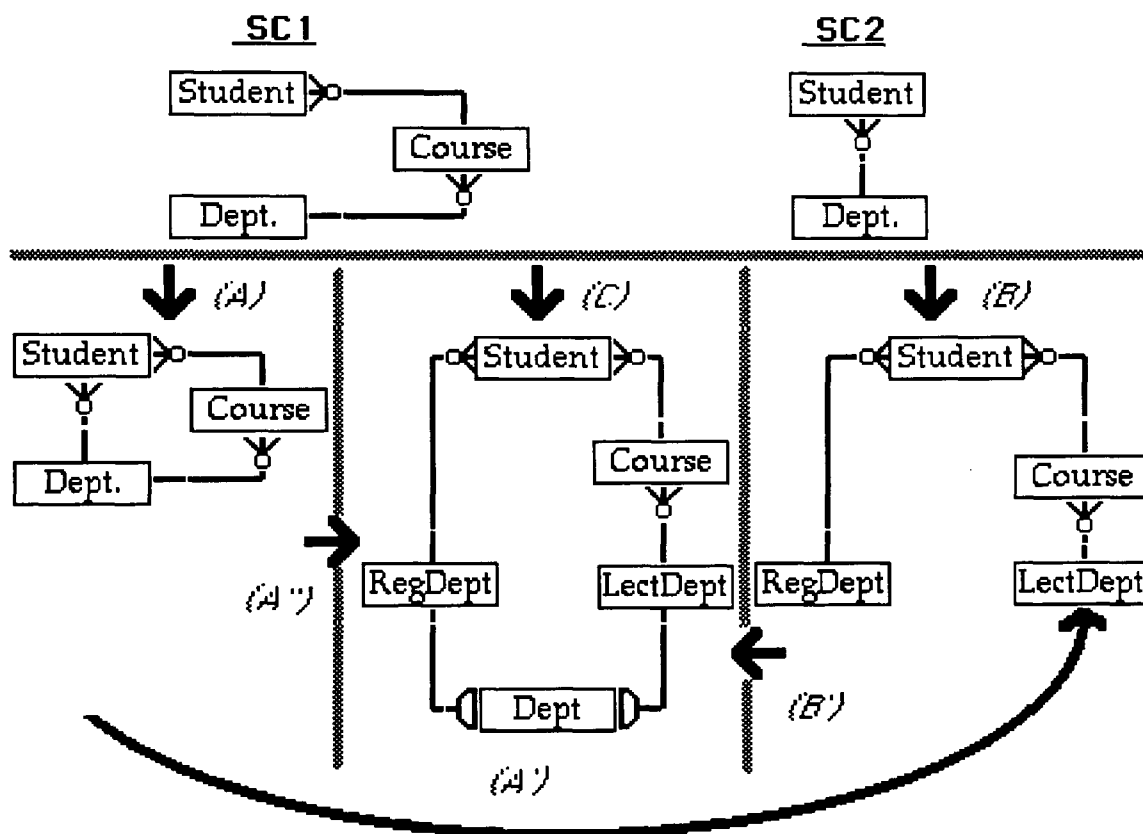 SC1
SC2
Student
Student
Course
Dept.
Dept.
(A)
(C)
(B)
Student
Student
Student
Course
Course
Course
Dept.
RegDept
LectDept
RegDept
LectDept
(A'')
Dept
(B')
(A')